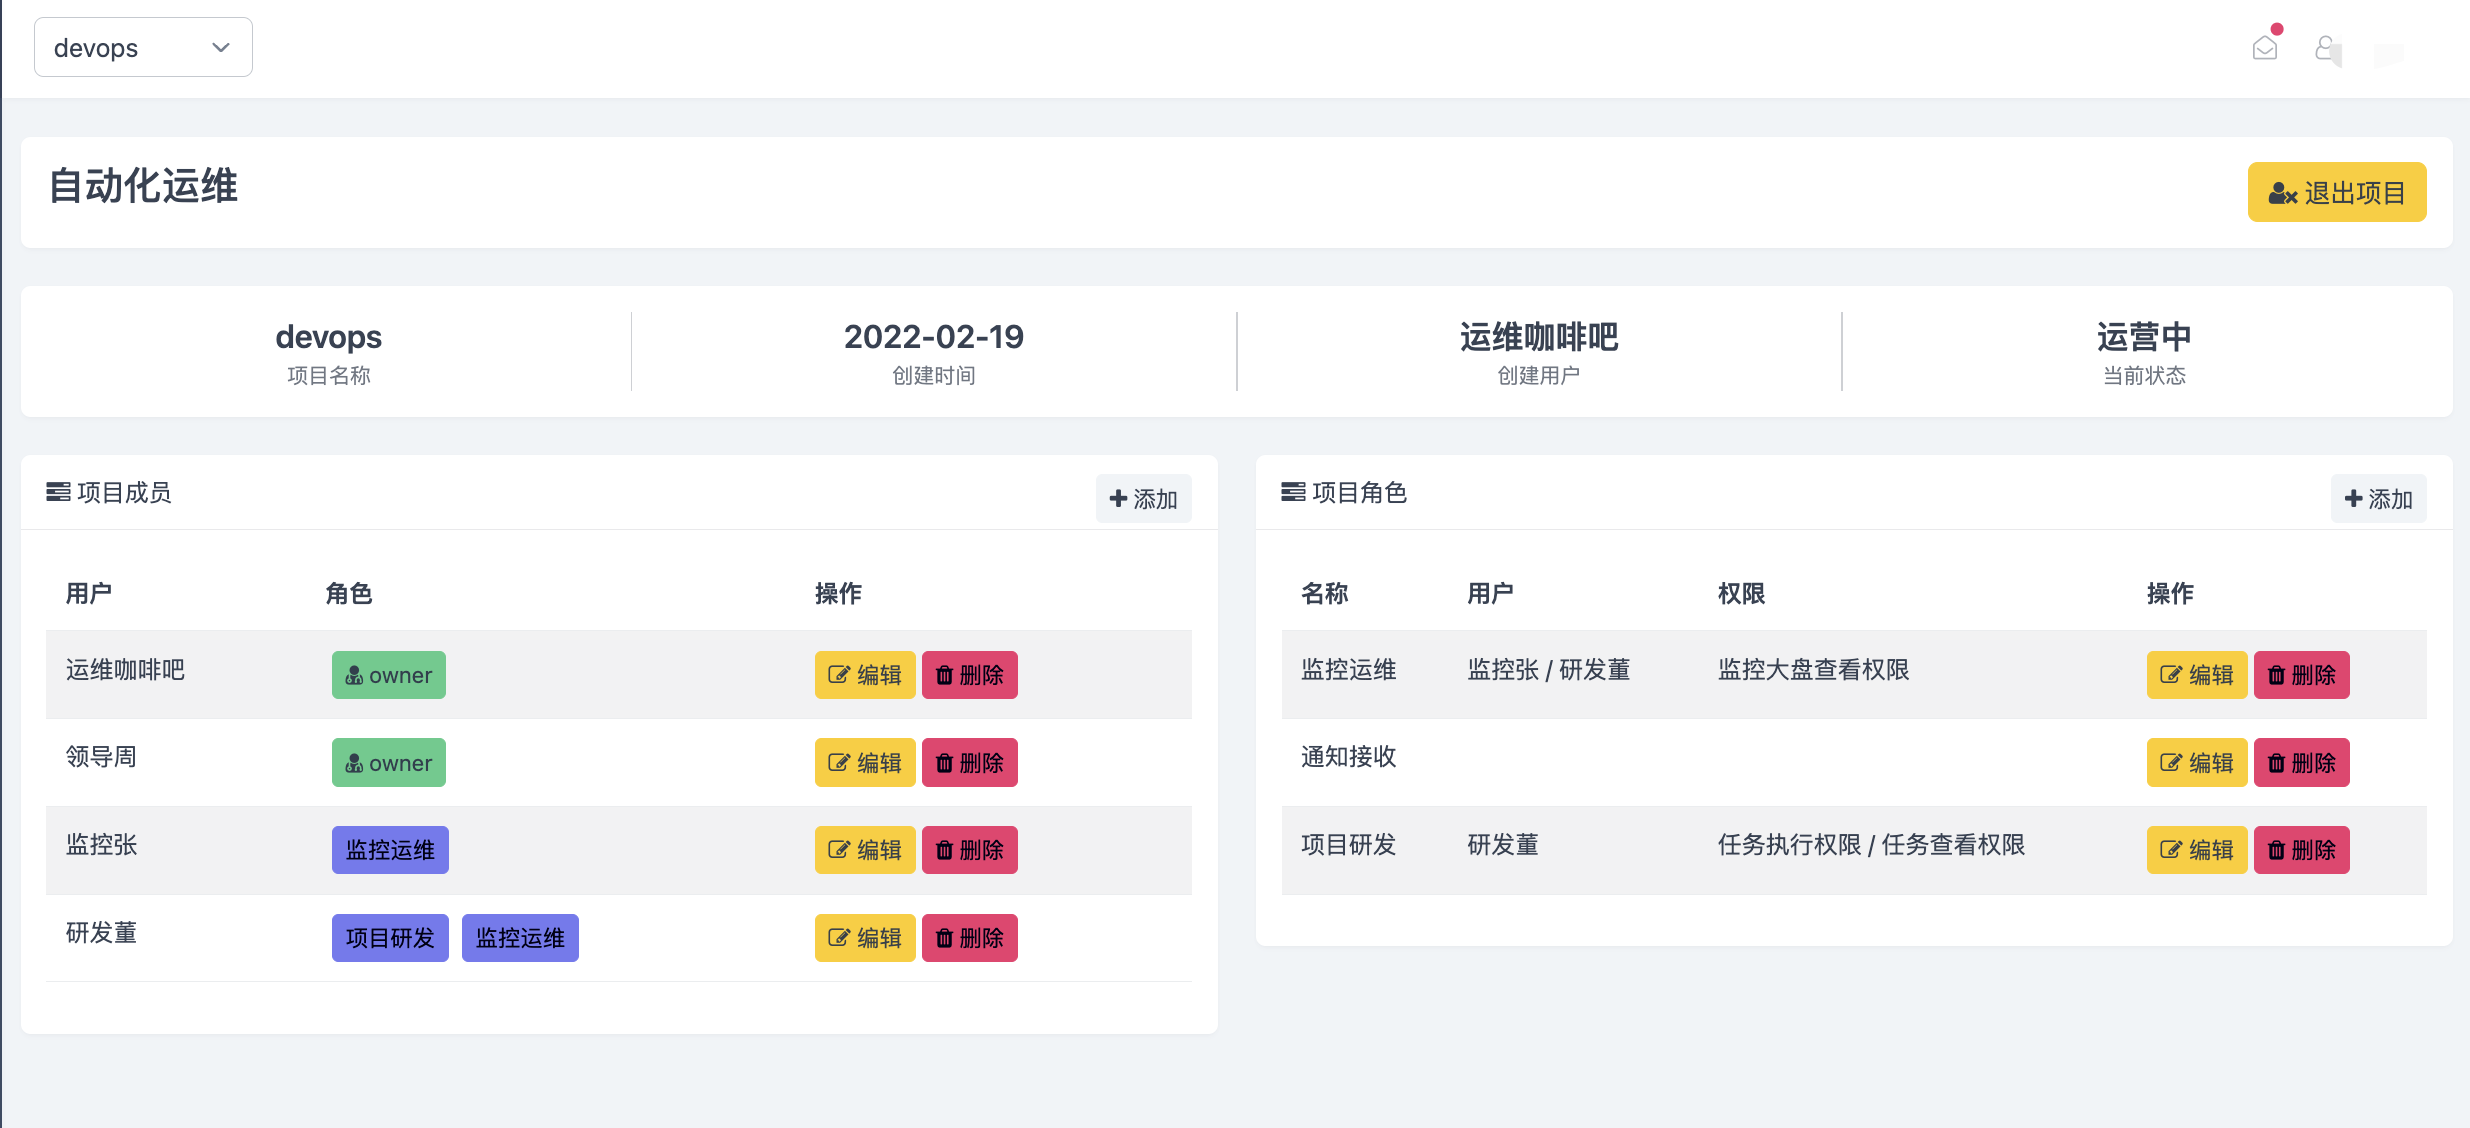 devops
自动化运维
退出项目
devops 2022-02-19 运维咖啡吧 运营中
项目名称 创建时间 创建用户 当前状态
项目成员 添加
用户 角色 操作
运维咖啡吧 owner 编辑 删除
领导周 owner 编辑 删除
监控张 监控运维 编辑 删除
研发董 项目研发 监控运维 编辑 删除
项目角色 添加
名称 用户 权限 操作
监控运维 监控张 / 研发董 监控大盘查看权限 编辑 删除
通知接收 编辑 删除
项目研发 研发董 任务执行权限 / 任务查看权限 编辑 删除